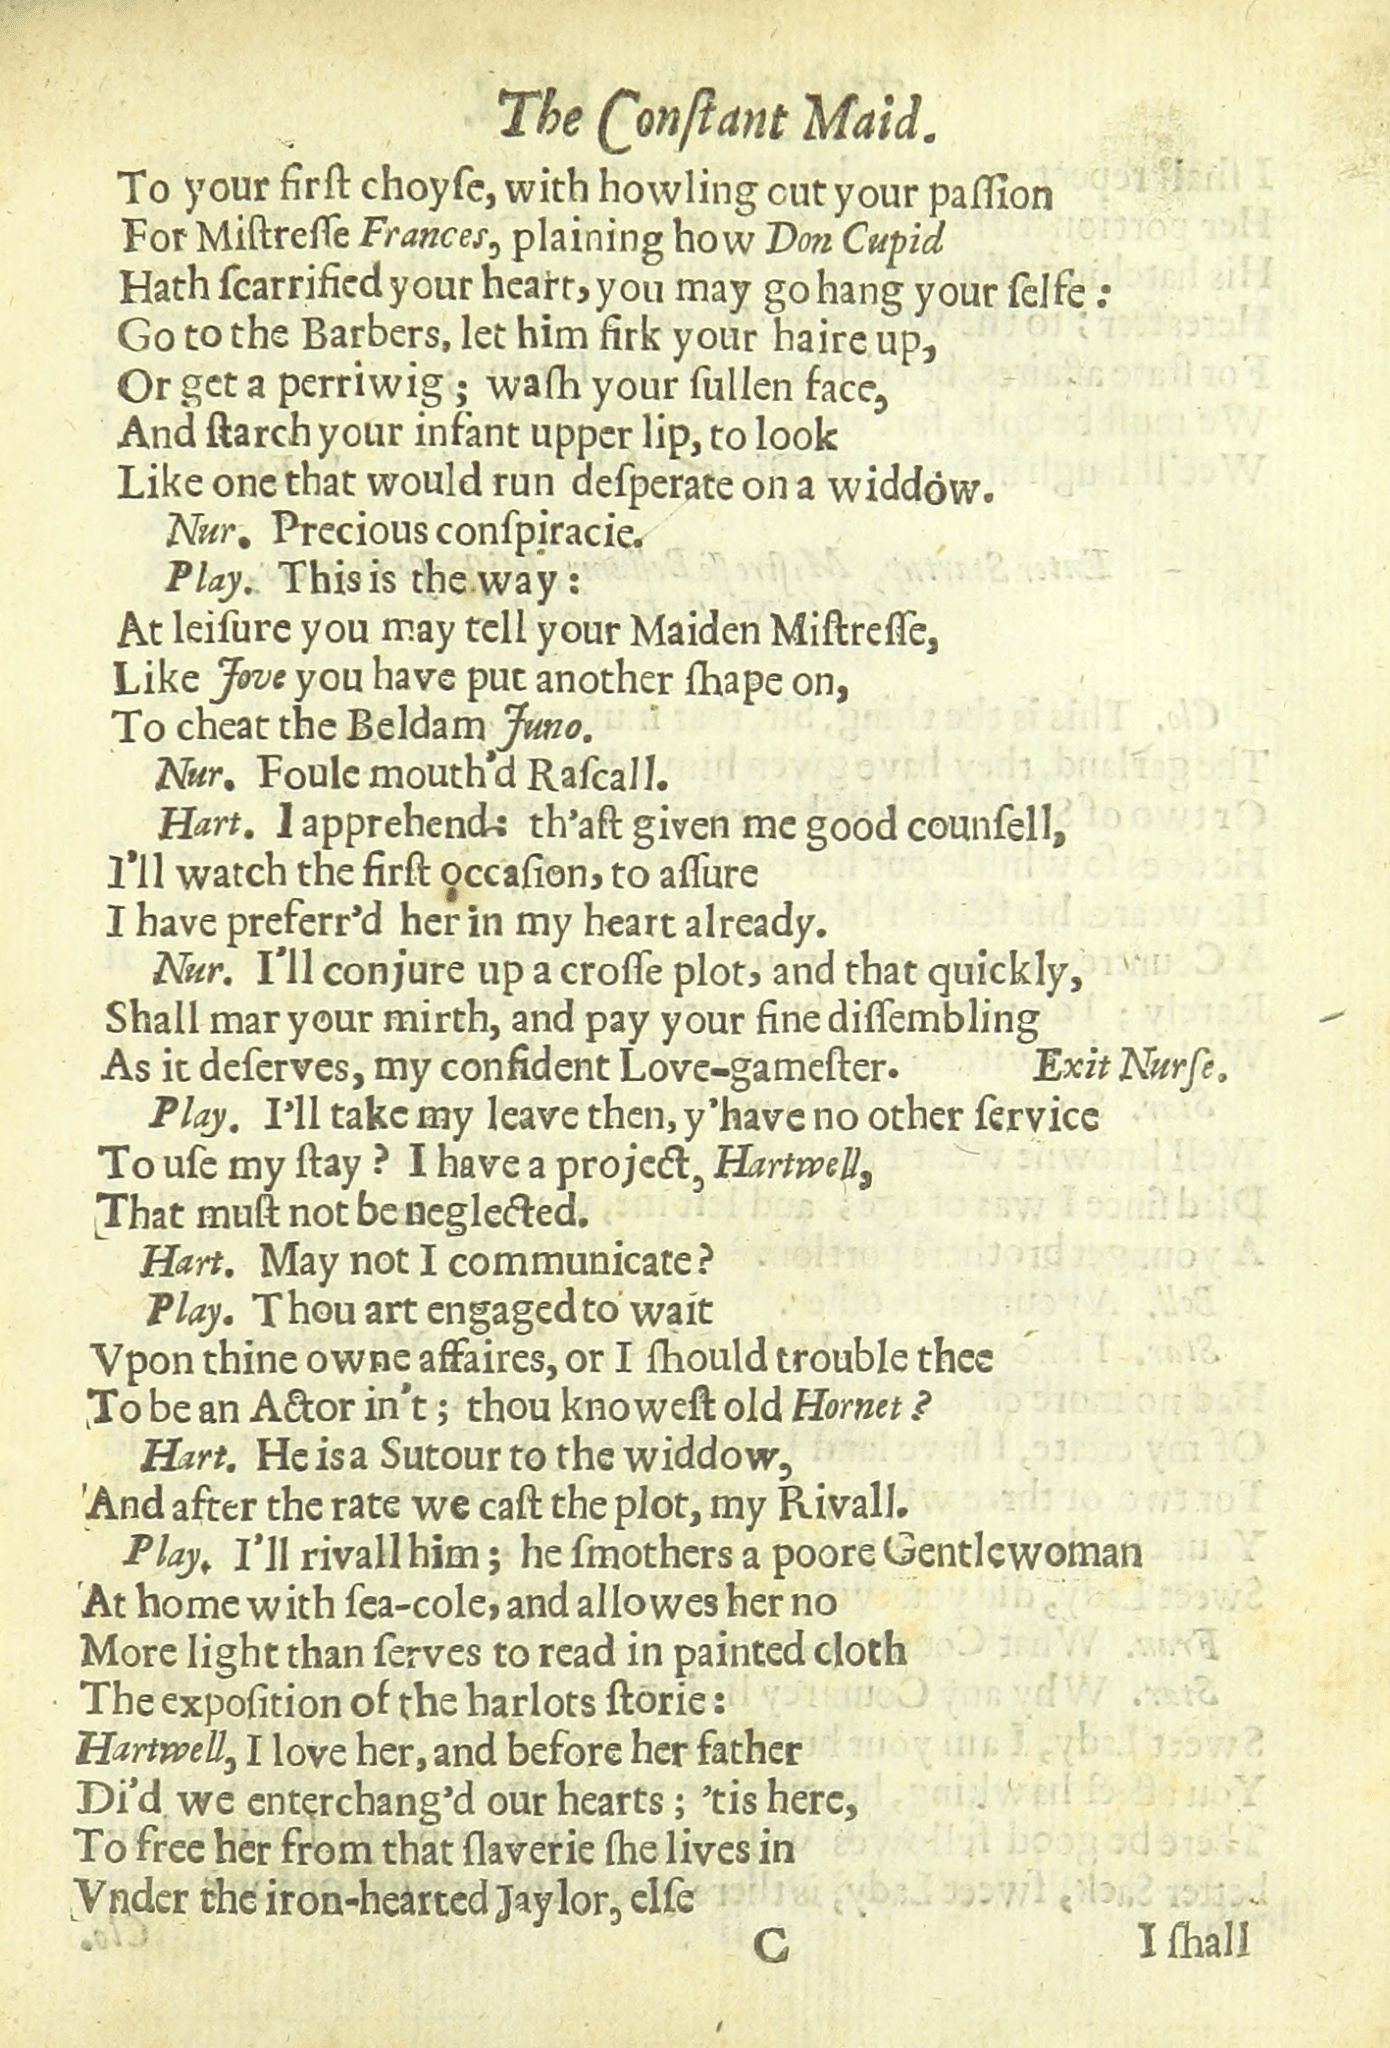 The Conſtant Maid.
To your firſt choyſe, with howling out your paſſion
For Miſtreſſe Frances, plaining how Don Cupid
Hath ſcarrified your heart, you may go hang your ſelfe:
Go to the Barbers, let him firk your haire up,
Or get a perriwig; waſh your ſullen face,
And ſtarch your infant upper lip, to look
Like one that would run deſperate on a widdow.
Nur. Precious conſpiracie.
Play. This is the way:
At leiſure you may tell your Maiden Miſtreſſe,
Like Jove you have put another ſhape on,
To cheat the Beldam Juno.
Nur. Foule mouth'd Raſcall.
Hart. I apprehend: th'aſt given me good counſell,
I'll watch the firſt occaſion, to aſſure
I have preferr'd her in my heart already.
Nur. I'll conjure up a croſſe plot, and that quickly,
Shall mar your mirth, and pay your fine diſſembling
As it deſerves, my confident Love-gameſter. Exit Nurſe.
Play. I'll take my leave then, y'have no other ſervice
To uſe my ſtay? I have a project, Hartwell,
That muſt not be neglected.
Hart. May not I communicate?
Play. Thou art engaged to wait
Vpon thine owne affaires, or I ſhould trouble thee
To be an Actor in't; thou knoweſt old Hornet?
Hart. He is a Sutour to the widdow,
And after the rate we caſt the plot, my Rivall.
Play. I'll rivall him; he ſmothers a poore Gentlewoman
At home with ſea-cole, and allowes her no
More light than ſerves to read in painted cloth
The expoſition of the harlots ſtorie:
Hartwell, I love her, and before her father
Di'd we enterchang'd our hearts; 'tis here,
To free her from that ſlaverie ſhe lives in
Vnder the iron-hearted Jaylor, elſe
C I ſhall